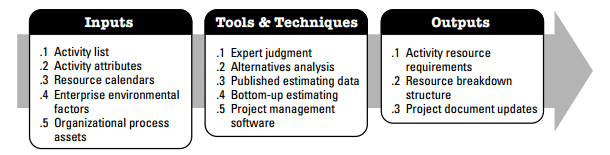 Inputs
.1 Activity list
.2 Activity attributes
.3 Resource calendars
.4 Enterprise environmental
factors
.5 Organizational process
assets
Tools & Techniques
.1 Expert judgment
.2 Alternatives analysis
.3 Published estimating data
.4 Bottom-up estimating
.5 Project management
software
Outputs
.1 Activity resource
requirements
.2 Resource breakdown
structure
.3 Project document updates